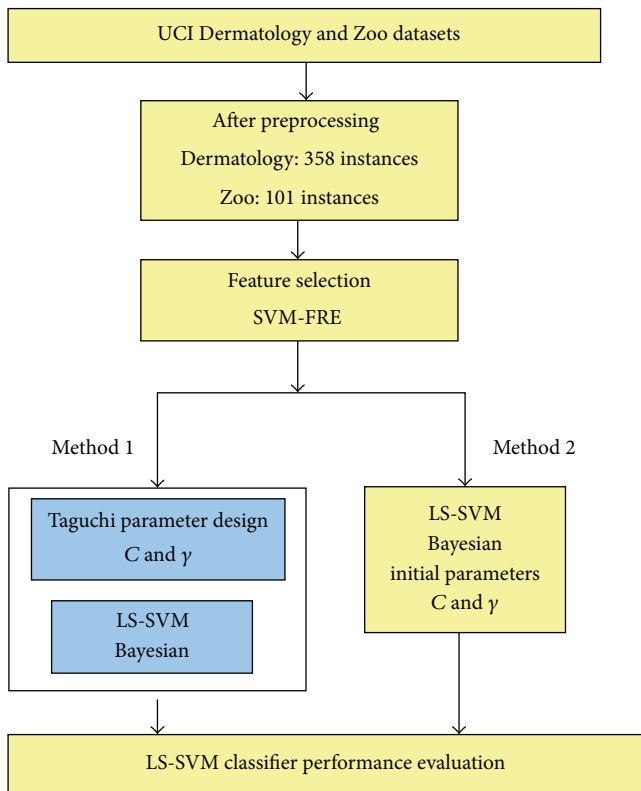 UCI Dermatology and Zoo datasets
After preprocessing
Dermatology: 358 instances
Zoo: 101 instances
Feature selection
SVM-FRE
Method 1
Method 2
Taguchi parameter design
C and γ
LS-SVM
Bayesian
LS-SVM
Bayesian
initial parameters
C and γ
LS-SVM classifier performance evaluation